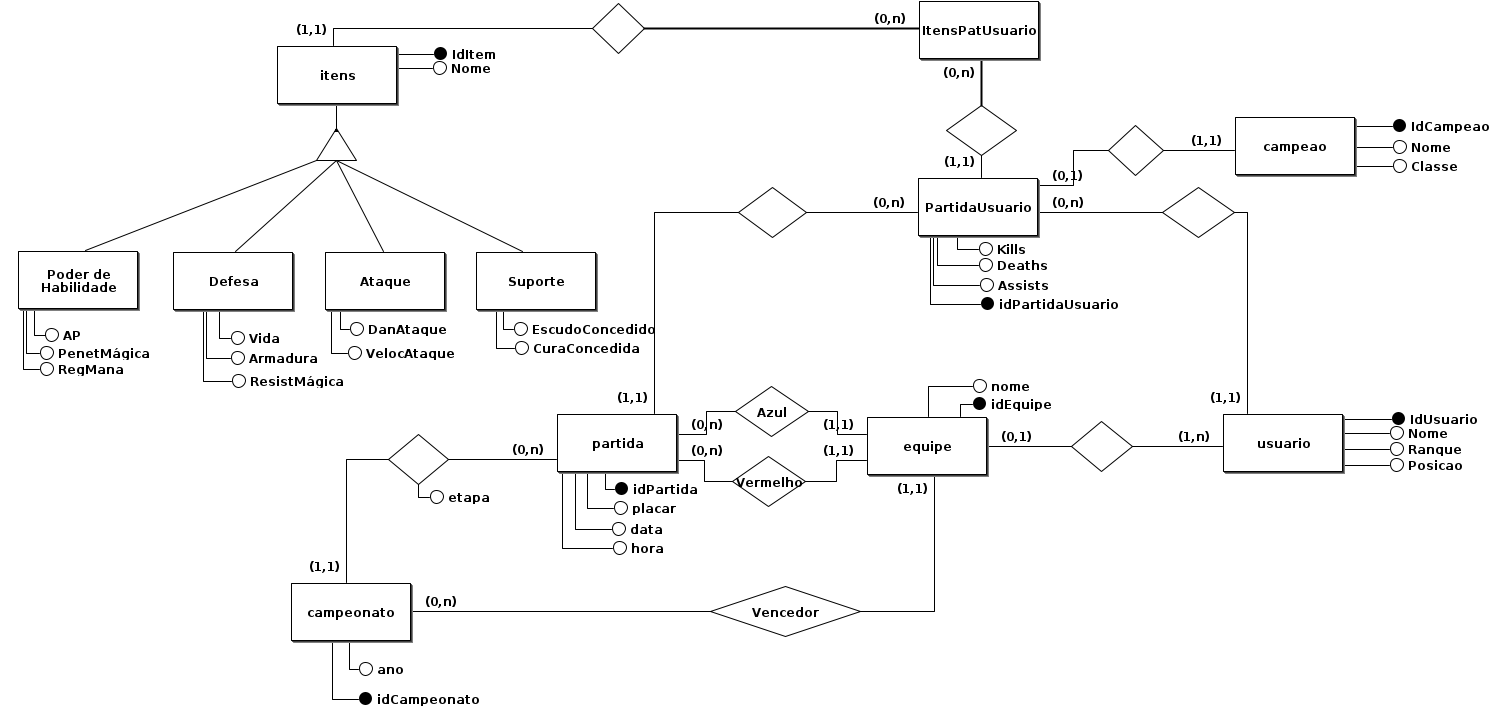 (1,1)
(0,n)
ItensPatUsuario
IdItem
Nome
itens
(0,n)
(1,1)
campeao
IdCampeao
Nome
Classe
(1,1)
(0,1)
(0,n)
PartidaUsuario
(0,n)
Kills
Deaths
Assists
idPartidaUsuario
Poder de
Habilidade
Defesa
Ataque
Suporte
AP
PenetMágica
RegMana
Vida
Armadura
ResistMágica
DanAtaque
VelocAtaque
EscudoConcedido
CuraConcedida
(1,1)
(1,1)
nome
idEquipe
partida
(0,n)
Azul
(1,1)
(0,n)
Vermelho
(1,1)
equipe
(0,1)
(1,n)
usuario
IdUsuario
Nome
Ranque
Posicao
(0,n)
etapa
idPartida
placar
data
hora
(1,1)
(1,1)
campeonato
(0,n)
Vencedor
ano
idCampeonato